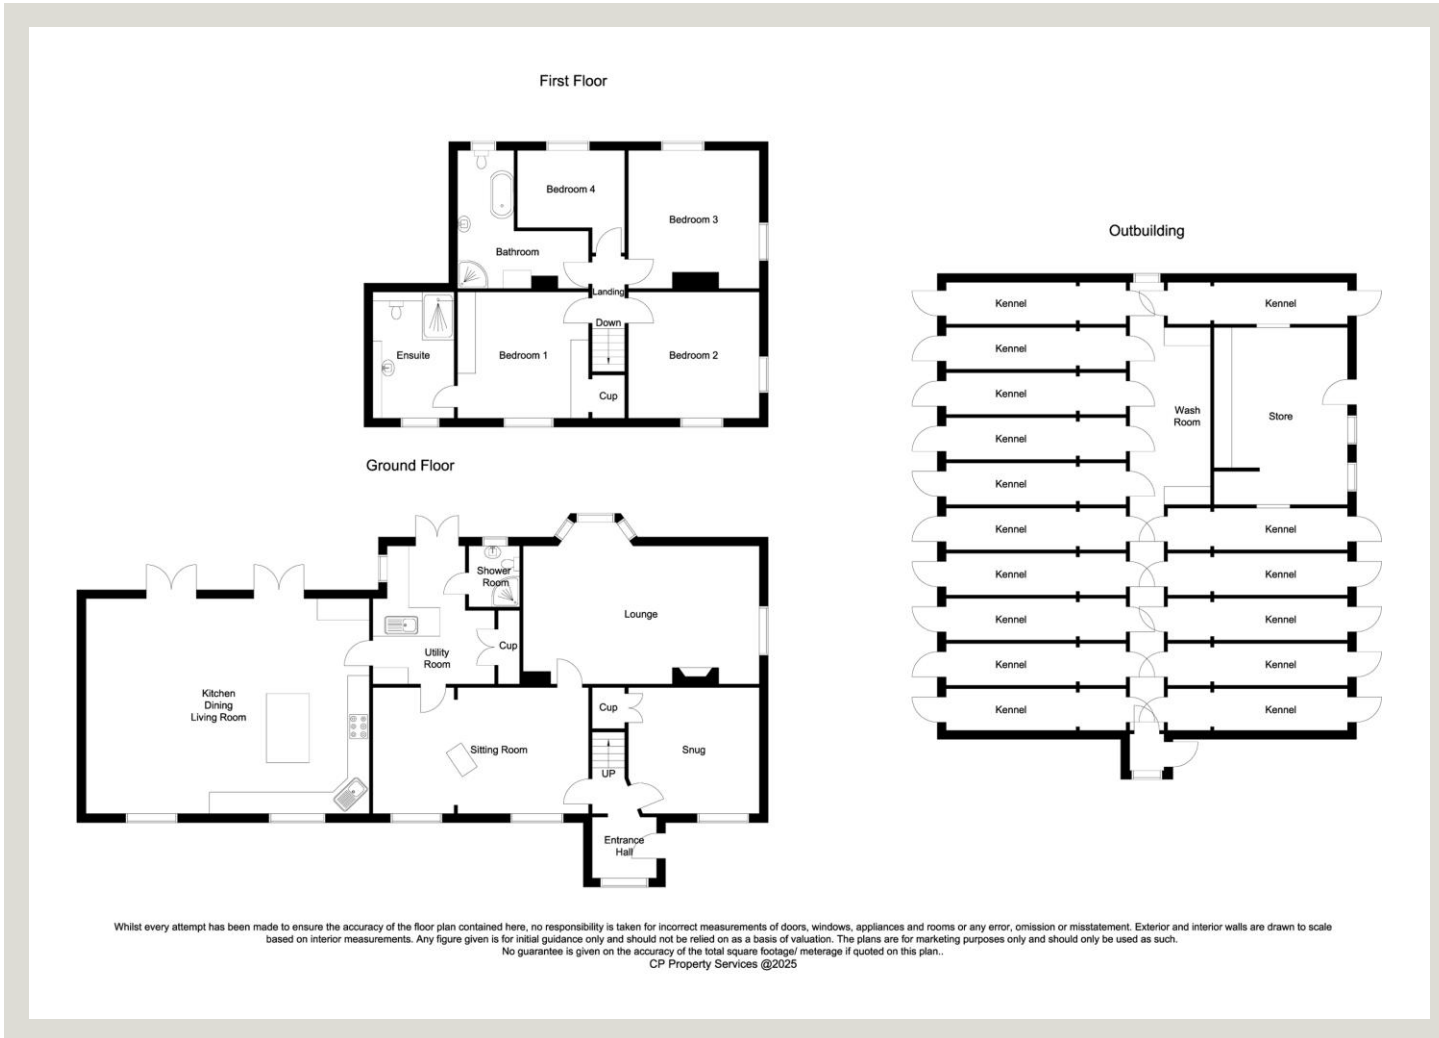 First Floor
Bedroom 4
Bedroom 3
Bathroom
Landing
Down
Ensuite
Bedroom 1
Bedroom 2
Cup
Ground Floor
Shower
Room
Lounge
Cup
Utility
Room
Kitchen
Dining
Living Room
Cup
Sitting Room
Snug
UP
Entrance
Hall
Outbuilding
Kennel
Kennel
Kennel
Kennel
Kennel
Kennel
Kennel
Kennel
Kennel
Kennel
Wash
Room
Kennel
Store
Kennel
Kennel
Kennel
Kennel
Kennel
Whilst every attempt has been made to ensure the accuracy of the floor plan contained here, no responsibility is taken for incorrect measurements of doors, windows, appliances and rooms or any error, omission or misstatement. Exterior and interior walls are drawn to scale
based on interior measurements. Any figure given is for initial guidance only and should not be relied on as a basis of valuation. The plans are for marketing purposes only and should only be used as such.
No guarantee is given on the accuracy of the total square footage/ meterage if quoted on this plan..
CP Property Services @2025